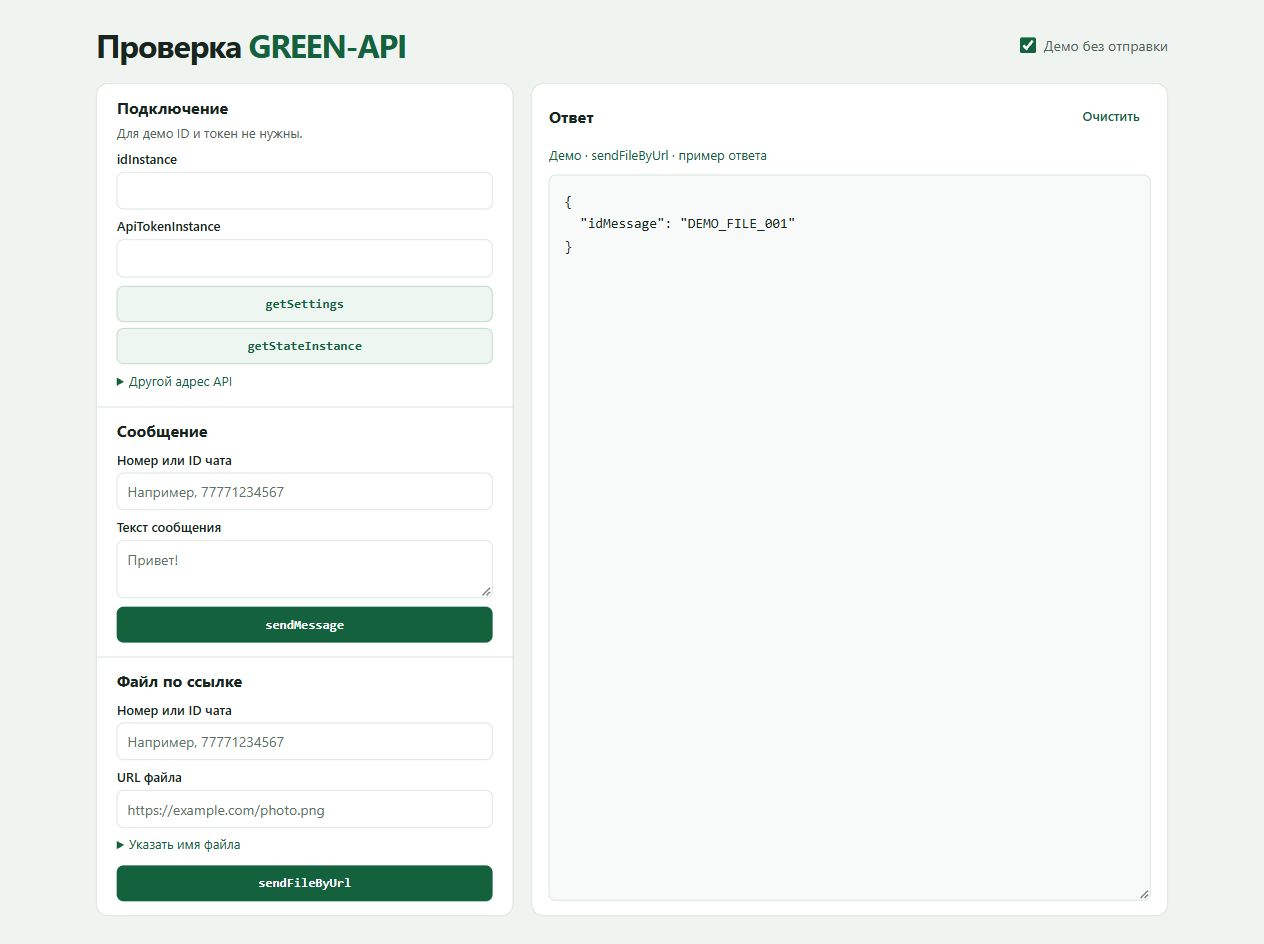 Проверка GREEN-API
Демо без отправки
Подключение
Для демо ID и токен не нужны.
idInstance
ApiTokenInstance
getSettings
getStateInstance
Другой адрес API
Сообщение
Номер или ID чата
Например, 77771234567
Текст сообщения
Привет!
sendMessage
Файл по ссылке
Номер или ID чата
Например, 77771234567
URL файла
https://example.com/photo.png
Указать имя файла
sendFileByUrl
Ответ
Очистить
Демо · sendFileByUrl · пример ответа
{
"idMessage": "DEMO_FILE_001"
}